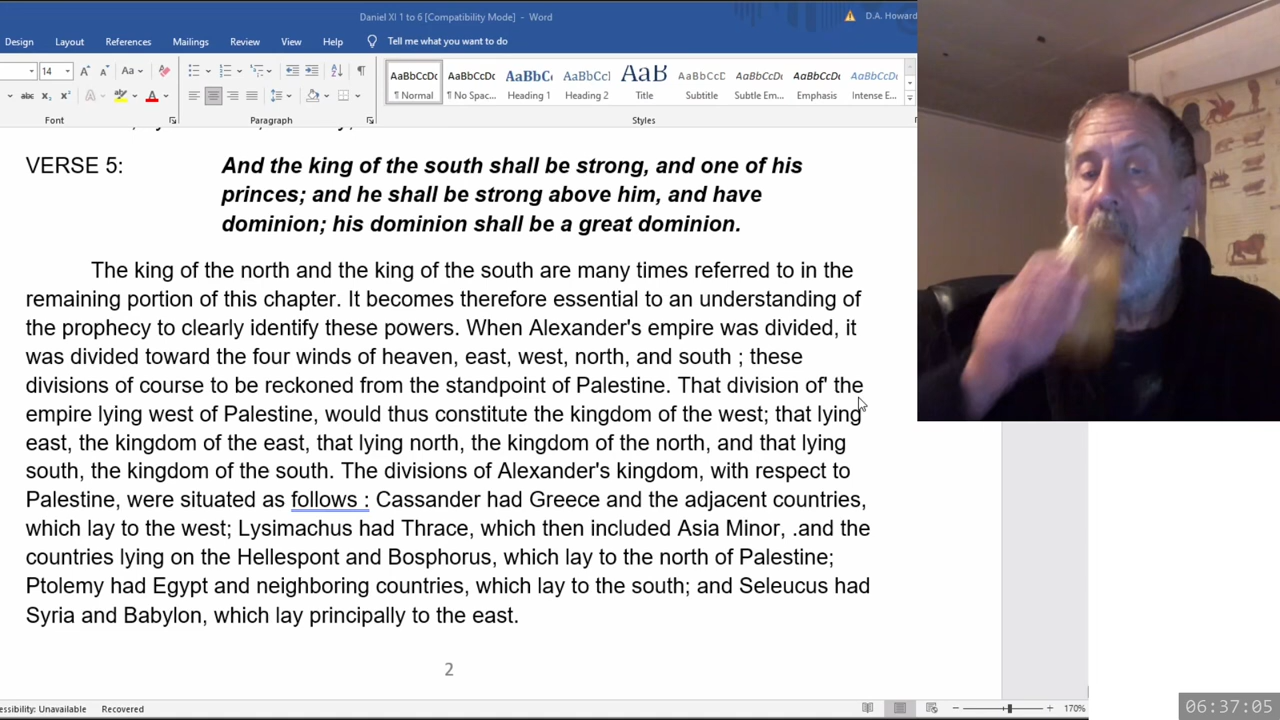 Daniel XI 1 to 6 [Compatibility Mode] - Word
D.A. Howard
Design Layout References Mailings Review View Help Tell me what you want to do
14 Aa
AaBbCcDc AaBbCcDc AaBbC AaBbCcC AaB AaBbCcC AaBbCcDc AaBbCcDc AaBbCcDc
¶ Normal ¶ No Spac... Heading 1 Heading 2 Title Subtitle Subtle Em... Emphasis Intense E...
Font Paragraph Styles
VERSE 5: And the king of the south shall be strong, and one of his
princes; and he shall be strong above him, and have
dominion; his dominion shall be a great dominion.
The king of the north and the king of the south are many times referred to in the
remaining portion of this chapter. It becomes therefore essential to an understanding of
the prophecy to clearly identify these powers. When Alexander's empire was divided, it
was divided toward the four winds of heaven, east, west, north, and south ; these
divisions of course to be reckoned from the standpoint of Palestine. That division of' the
empire lying west of Palestine, would thus constitute the kingdom of the west; that lying
east, the kingdom of the east, that lying north, the kingdom of the north, and that lying
south, the kingdom of the south. The divisions of Alexander's kingdom, with respect to
Palestine, were situated as follows : Cassander had Greece and the adjacent countries,
which lay to the west; Lysimachus had Thrace, which then included Asia Minor, .and the
countries lying on the Hellespont and Bosphorus, which lay to the north of Palestine;
Ptolemy had Egypt and neighboring countries, which lay to the south; and Seleucus had
Syria and Babylon, which lay principally to the east.
2
essibility: Unavailable Recovered
170%
06:37:05